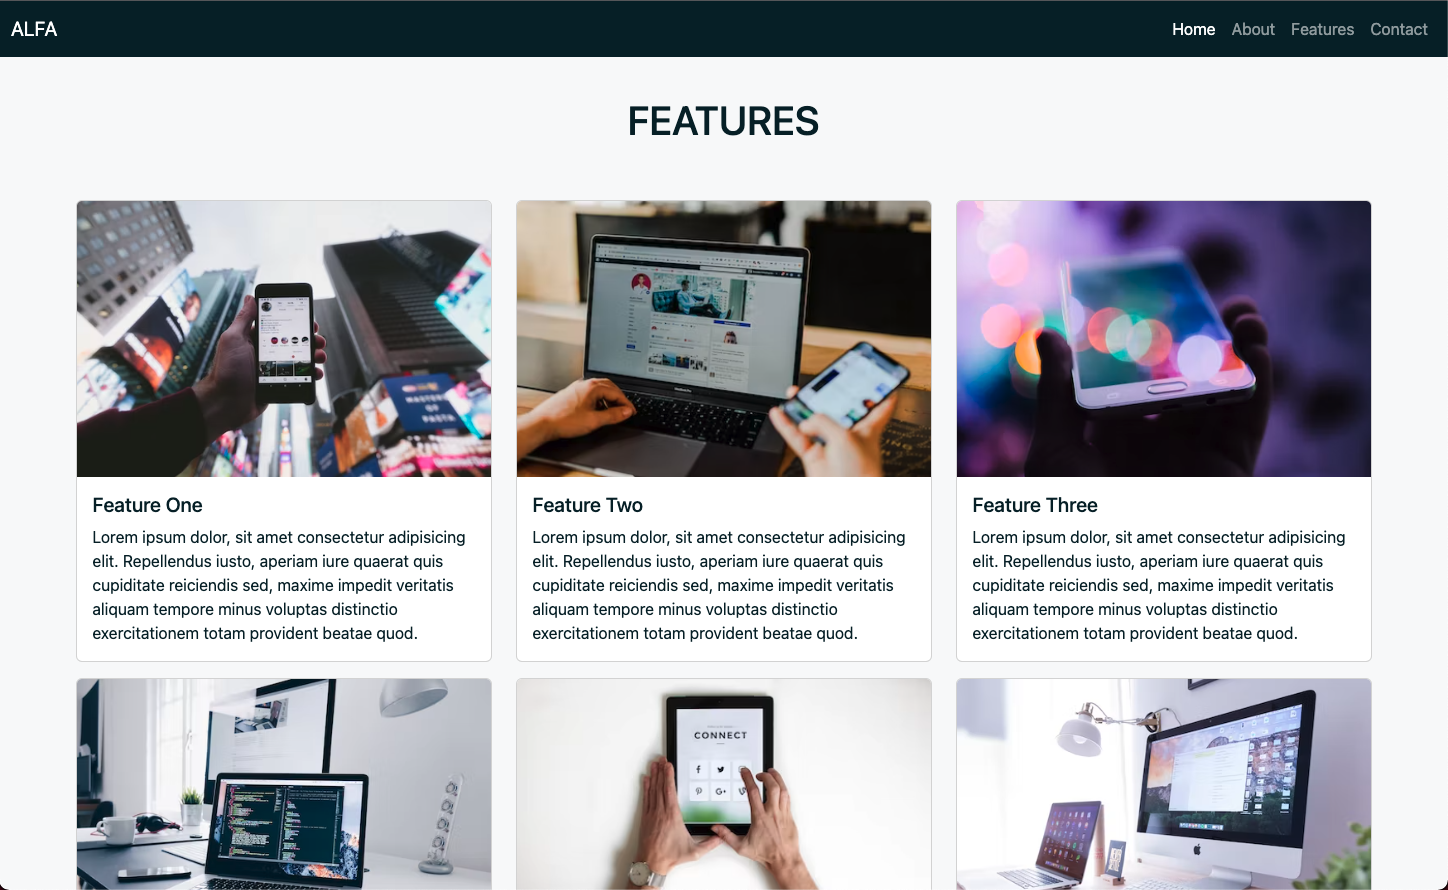 ALFA
Home About Features Contact
FEATURES
MASTERS
OF
PASTA
Feature One
Lorem ipsum dolor, sit amet consectetur adipisicing
elit. Repellendus iusto, aperiam iure quaerat quis
cupiditate reiciendis sed, maxime impedit veritatis
aliquam tempore minus voluptas distinctio
exercitationem totam provident beatae quod.
Feature Two
Lorem ipsum dolor, sit amet consectetur adipisicing
elit. Repellendus iusto, aperiam iure quaerat quis
cupiditate reiciendis sed, maxime impedit veritatis
aliquam tempore minus voluptas distinctio
exercitationem totam provident beatae quod.
Feature Three
Lorem ipsum dolor, sit amet consectetur adipisicing
elit. Repellendus iusto, aperiam iure quaerat quis
cupiditate reiciendis sed, maxime impedit veritatis
aliquam tempore minus voluptas distinctio
exercitationem totam provident beatae quod.
CONNECT